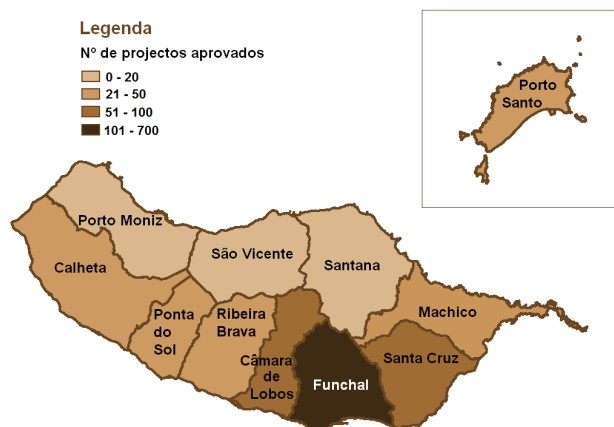 Legenda
Nº de projectos aprovados
0 - 20
21 - 50
51 - 100
101 - 700
Porto
Santo
Porto Moniz
São Vicente
Santana
Calheta
Ponta
do
Sol
Ribeira
Brava
Machico
Câmara
de
Lobos
Funchal
Santa Cruz